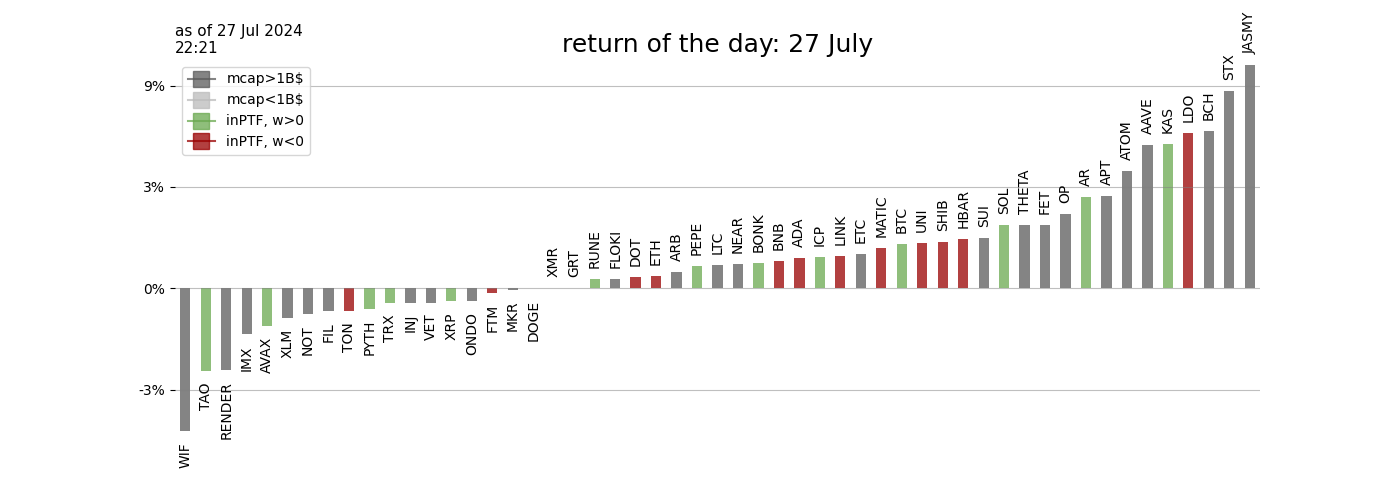 as of 27 Jul 2024
22:21
return of the day: 27 July
mcap>1B$
mcap<1B$
inPTF, w>0
inPTF, w<0
9%
3%
0%
-3%
WIF
TAO
RENDER
IMX
AVAX
XLM
NOT
FIL
TON
PYTH
TRX
INJ
VET
XRP
ONDO
FTM
MKR
DOGE
XMR
GRT
RUNE
FLOKI
DOT
ETH
ARB
PEPE
LTC
NEAR
BONK
BNB
ADA
ICP
LINK
ETC
MATIC
BTC
UNI
SHIB
HBAR
SUI
SOL
THETA
FET
OP
AR
APT
ATOM
AAVE
KAS
LDO
BCH
STX
JASMY